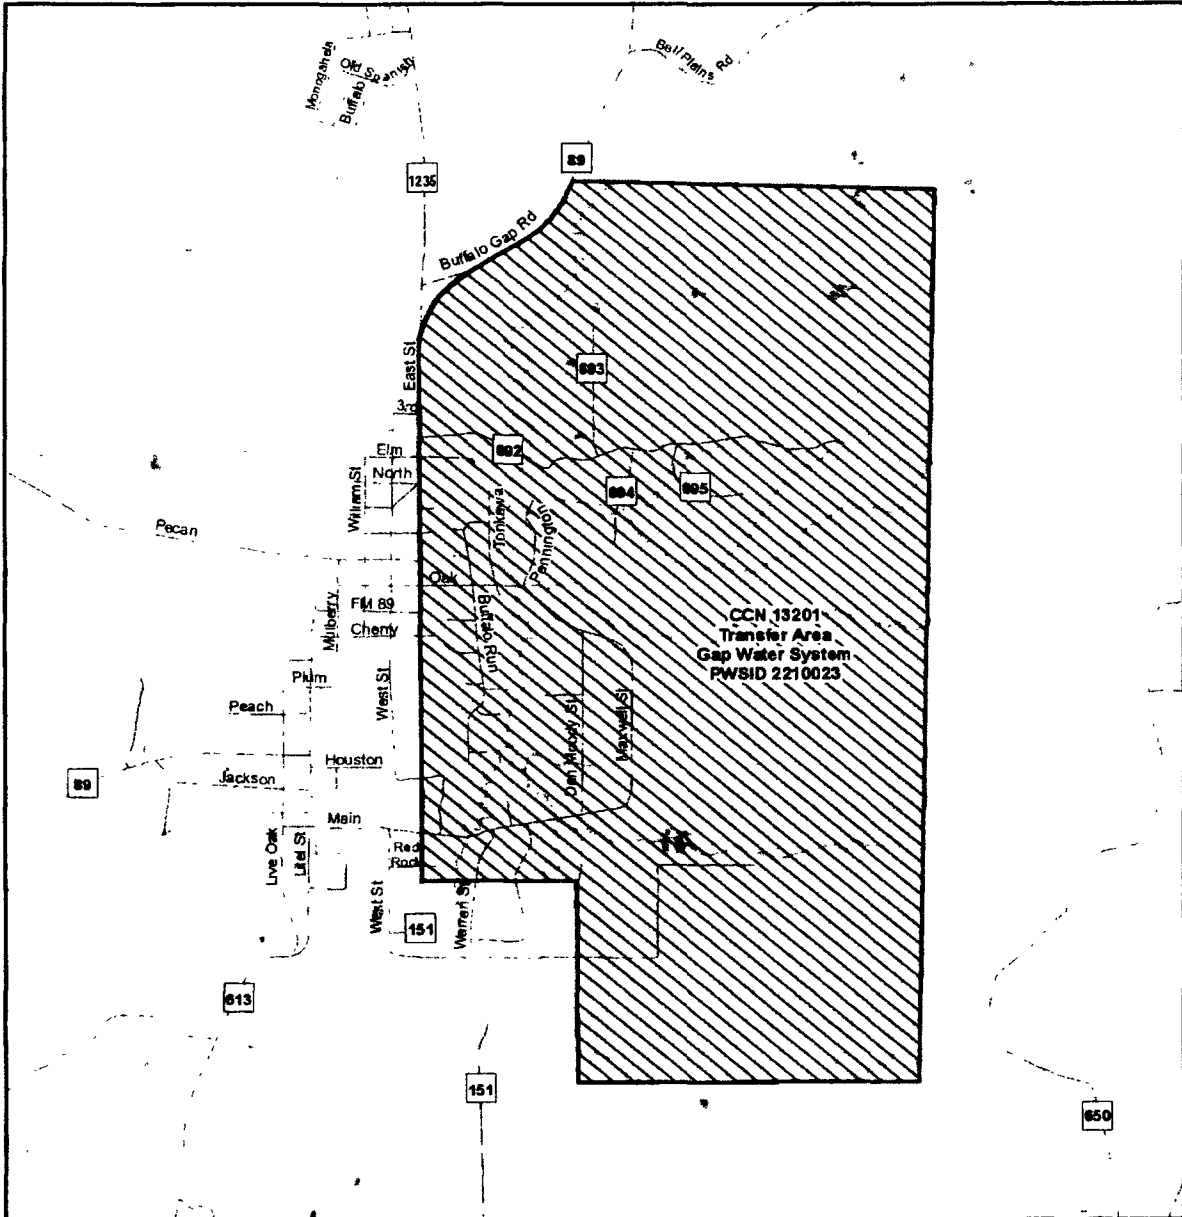 Monogahela
Old Spanish
Buffalo
Bell Plains Rd
89
1235
Buffalo Gap Rd
East St
683
3rd
Elm
692
North
William St
694
695
Tonkawa
Pennington
Pecan
Oak
Mulberry
FM 89
Cherry
Buffalo Run
CCN 13201
Transfer Area
Gap Water System
PWSID 2210023
Plum
West St
Peach
Dan Moody St
Maxwell St
Houston
89
Jackson
Main
Live Oak
Litel St
Red
Rock
West St
Warren St
151
613
151
650